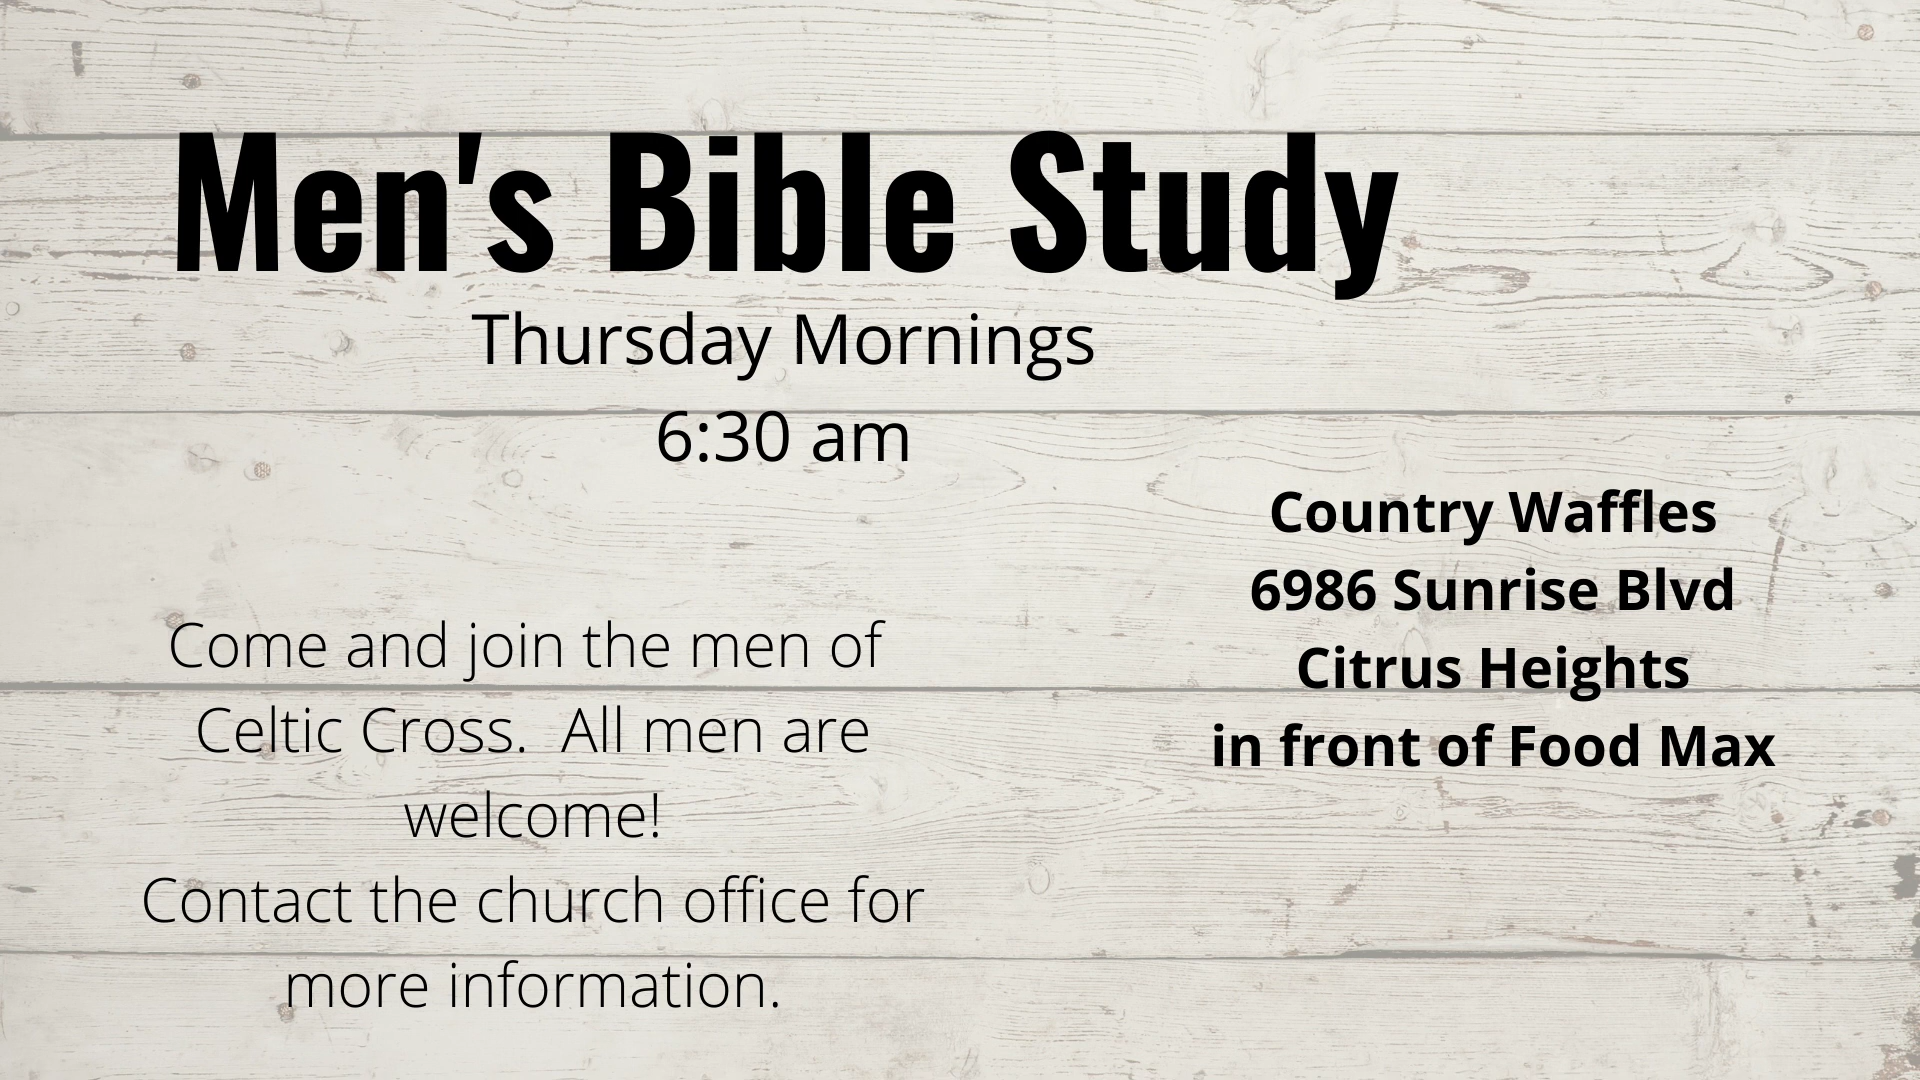 Men's Bible Study
Thursday Mornings
6:30 am
Country Waffles
6986 Sunrise Blvd
Citrus Heights
in front of Food Max
Come and join the men of
Celtic Cross.  All men are
welcome!
Contact the church office for
more information.